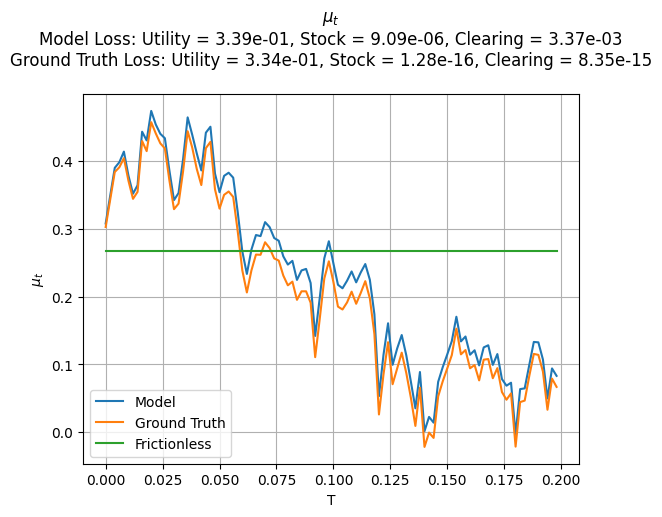 μₜ
Model Loss: Utility = 3.39e-01, Stock = 9.09e-06, Clearing = 3.37e-03
Ground Truth Loss: Utility = 3.34e-01, Stock = 1.28e-16, Clearing = 8.35e-15
0.4
0.3
0.2
0.1
0.0
μₜ
Model
Ground Truth
Frictionless
0.000 0.025 0.050 0.075 0.100 0.125 0.150 0.175 0.200
T